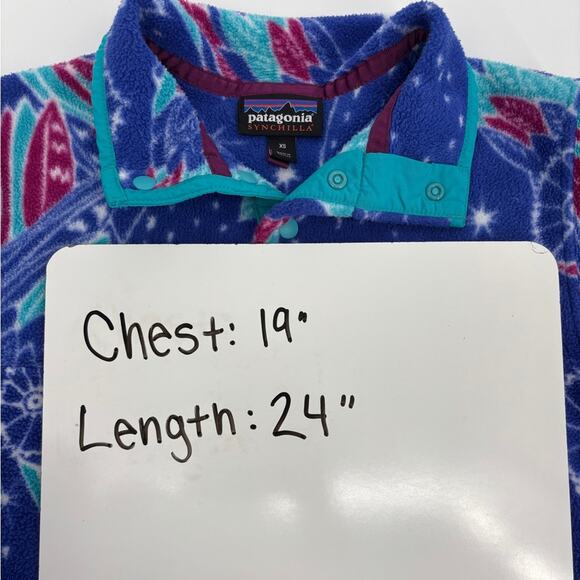 patagonia
SYNCHILLA
XS
Chest: 19"
Length: 24"